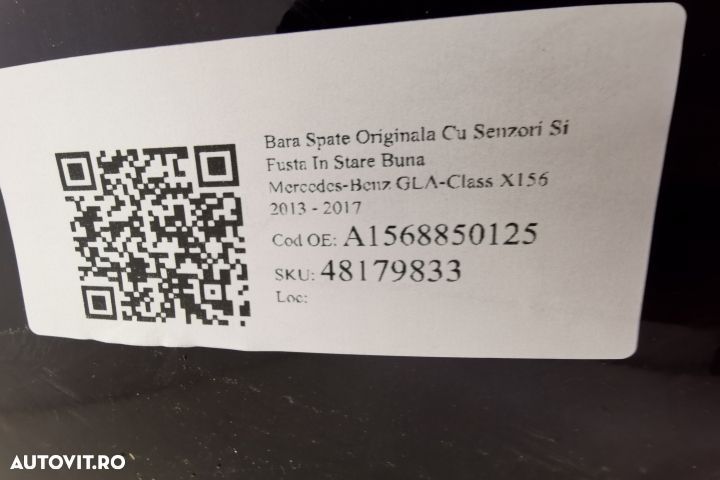 Bara Spate Originala Cu Senzori Si
Fusta In Stare Buna
Mercedes-Benz GLA-Class X156
2013 - 2017
Cod OE: A1568850125
SKU: 48179833
Loc:
AUTOVIT.RO